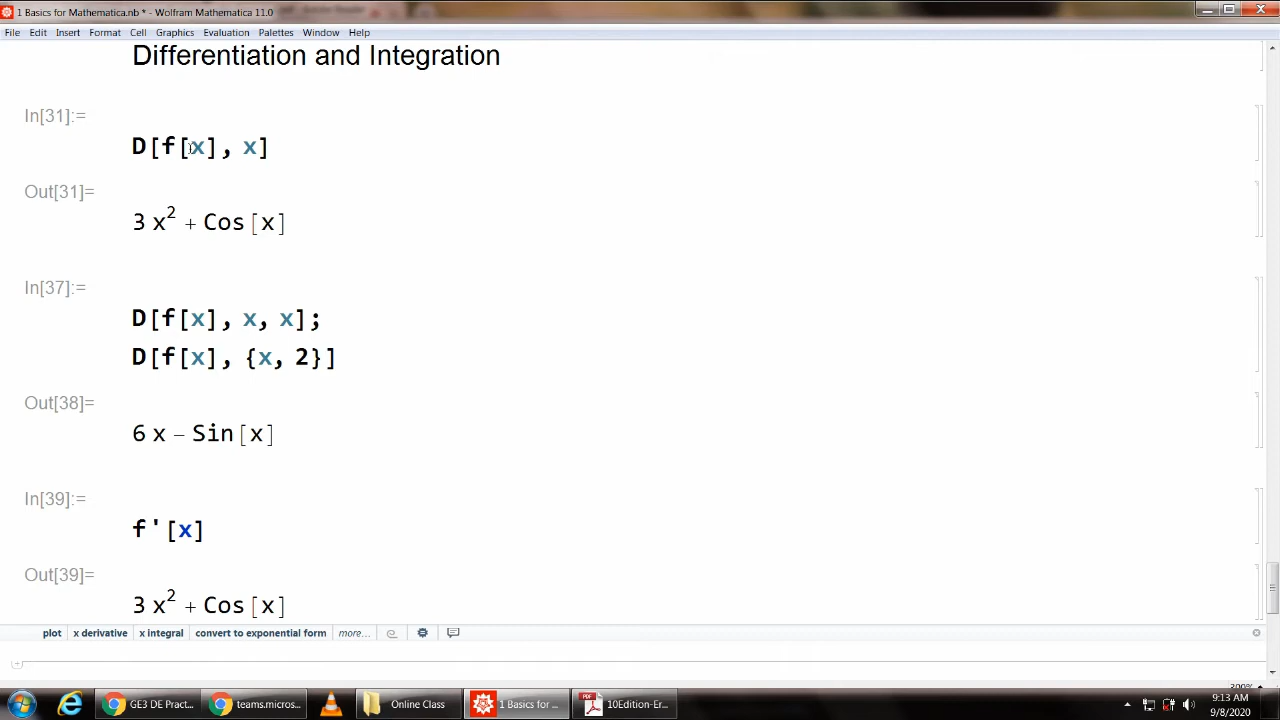 1 Basics for Mathematica.nb * - Wolfram Mathematica 11.0
File Edit Insert Format Cell Graphics Evaluation Palettes Window Help
Differentiation and Integration
In[31]:=
D[f[x], x]
Out[31]=
3 x² + Cos[x]
In[37]:=
D[f[x], x, x];
D[f[x], {x, 2}]
Out[38]=
6 x − Sin[x]
In[39]:=
f'[x]
Out[39]=
3 x² + Cos[x]
plot x derivative x integral convert to exponential form more...
GE3 DE Pract... teams.micros... Online Class 1 Basics for ... 10Edition-Er...
9:13 AM
9/8/2020